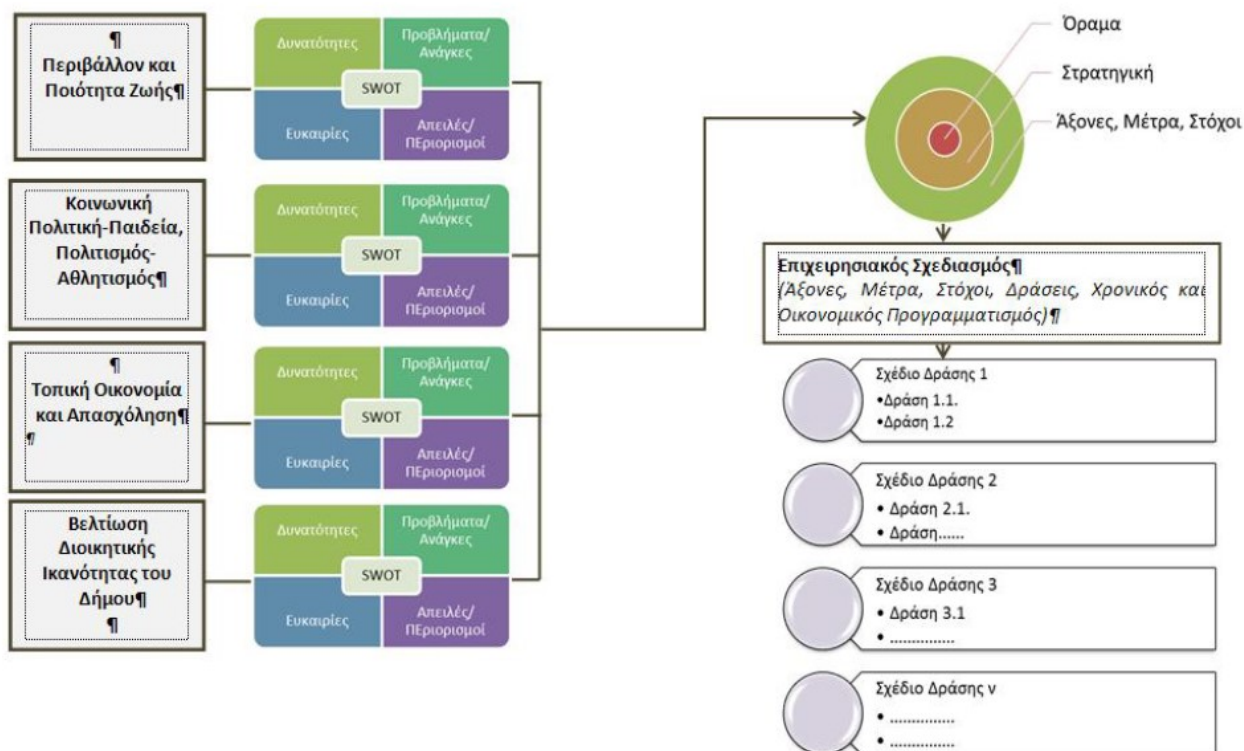 ¶
Περιβάλλον και
Ποιότητα Ζωής¶
Δυνατότητες
Προβλήματα/
Ανάγκες
SWOT
Ευκαιρίες
Απειλές/
ΠΕριορισμοί
Κοινωνική
Πολιτική-Παιδεία,
Πολιτισμός-
Αθλητισμός¶
Δυνατότητες
Προβλήματα/
Ανάγκες
SWOT
Ευκαιρίες
Απειλές/
ΠΕριορισμοί
¶
Τοπική Οικονομία
και Απασχόληση¶
¶
Δυνατότητες
Προβλήματα/
Ανάγκες
SWOT
Ευκαιρίες
Απειλές/
ΠΕριορισμοί
Βελτίωση
Διοικητικής
Ικανότητας του
Δήμου¶
¶
Δυνατότητες
Προβλήματα/
Ανάγκες
SWOT
Ευκαιρίες
Απειλές/
ΠΕριορισμοί
Όραμα
Στρατηγική
Άξονες, Μέτρα, Στόχοι
Επιχειρησιακός Σχεδιασμός¶
(Άξονες, Μέτρα, Στόχοι, Δράσεις, Χρονικός και
Οικονομικός Προγραμματισμός)¶
Σχέδιο Δράσης 1
•Δράση 1.1.
•Δράση 1.2
Σχέδιο Δράσης 2
• Δράση 2.1.
• Δράση......
Σχέδιο Δράσης 3
• Δράση 3.1
• ...............
Σχέδιο Δράσης ν
• ...............
• ...............